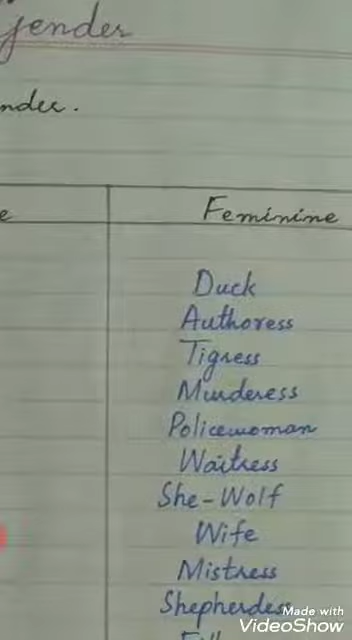 Gender
nder.
e Feminine
Duck
Authoress
Tigress
Murderess
Policewoman
Waitress
She-Wolf
Wife
Mistress
Shepherdess
Made with
VideoShow